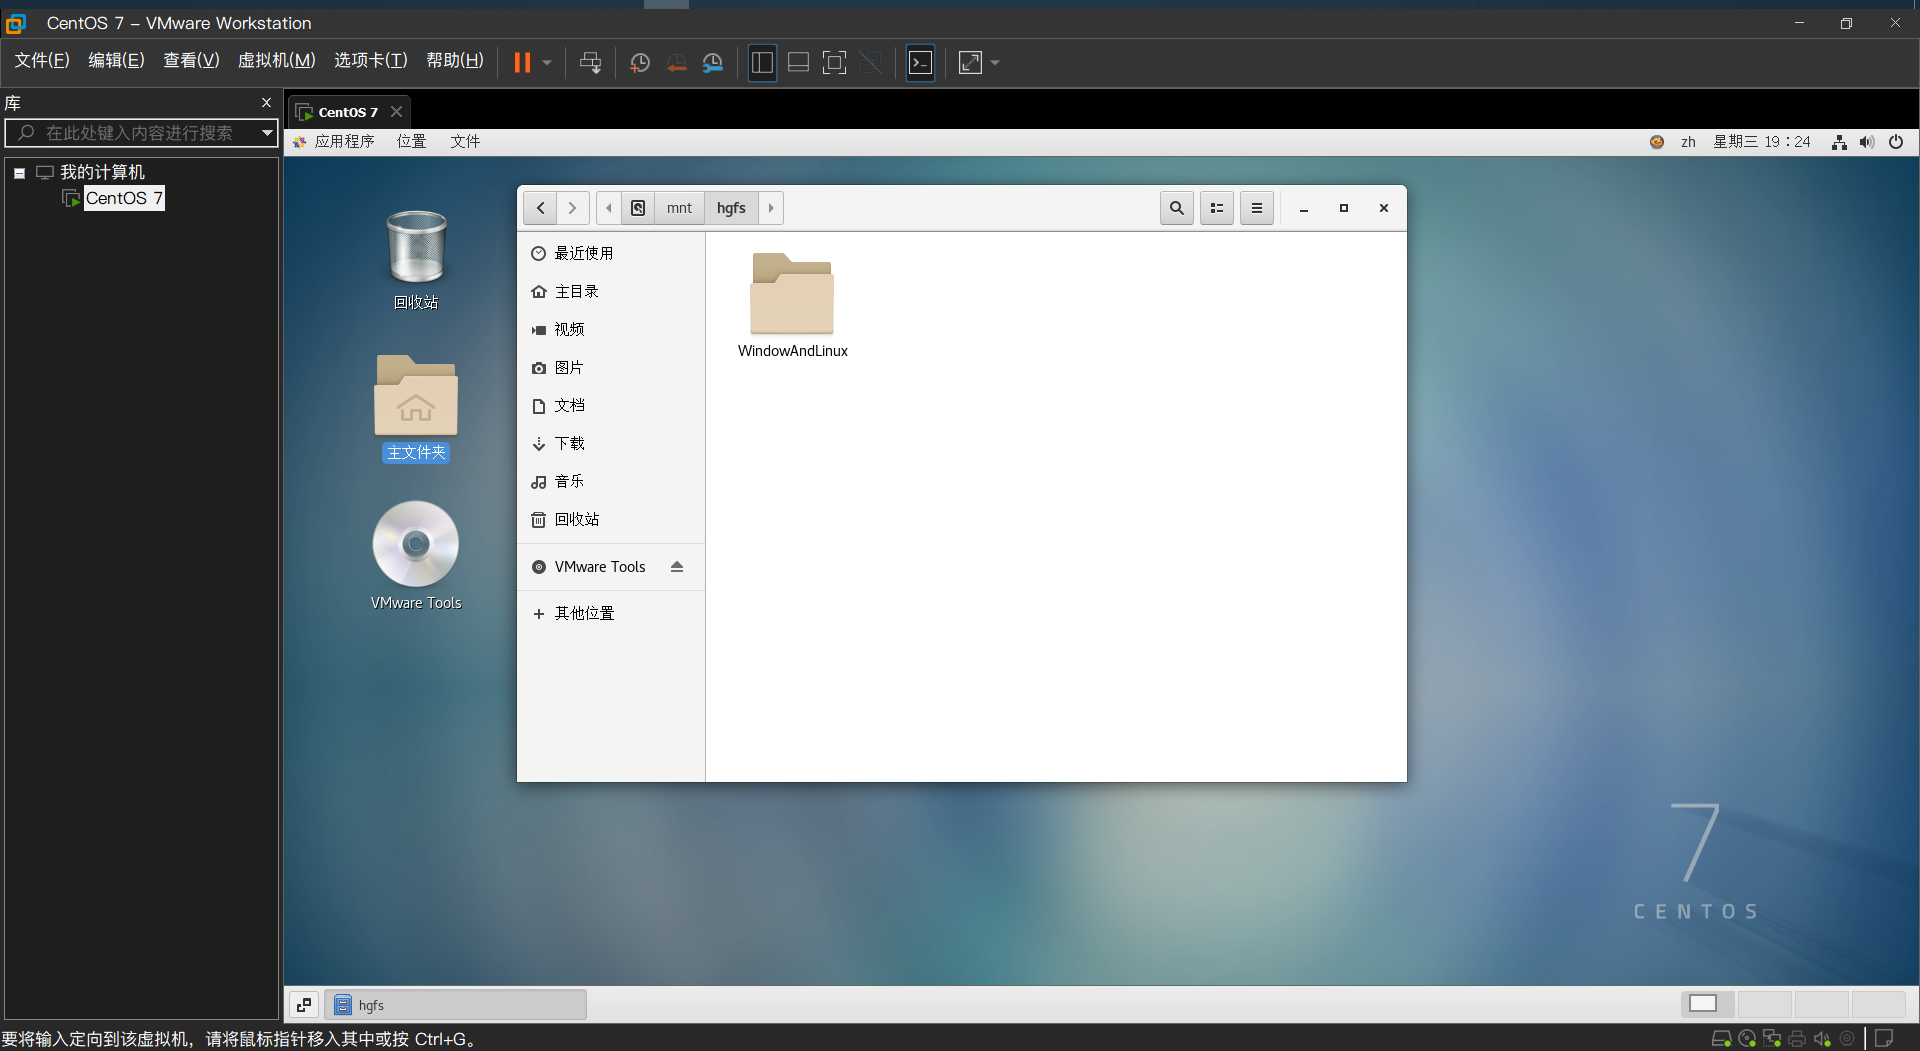 CentOS 7 – VMware Workstation
文件(F) 编辑(E) 查看(V) 虚拟机(M) 选项卡(T) 帮助(H)
库
在此处键入内容进行搜索
我的计算机
CentOS 7
CentOS 7
应用程序 位置 文件
zh 星期三 19：24
回收站
主文件夹
VMware Tools
mnt hgfs
最近使用
主目录
视频
图片
文档
下载
音乐
回收站
VMware Tools
其他位置
WindowAndLinux
7
CENTOS
hgfs
要将输入定向到该虚拟机，请将鼠标指针移入其中或按 Ctrl+G。